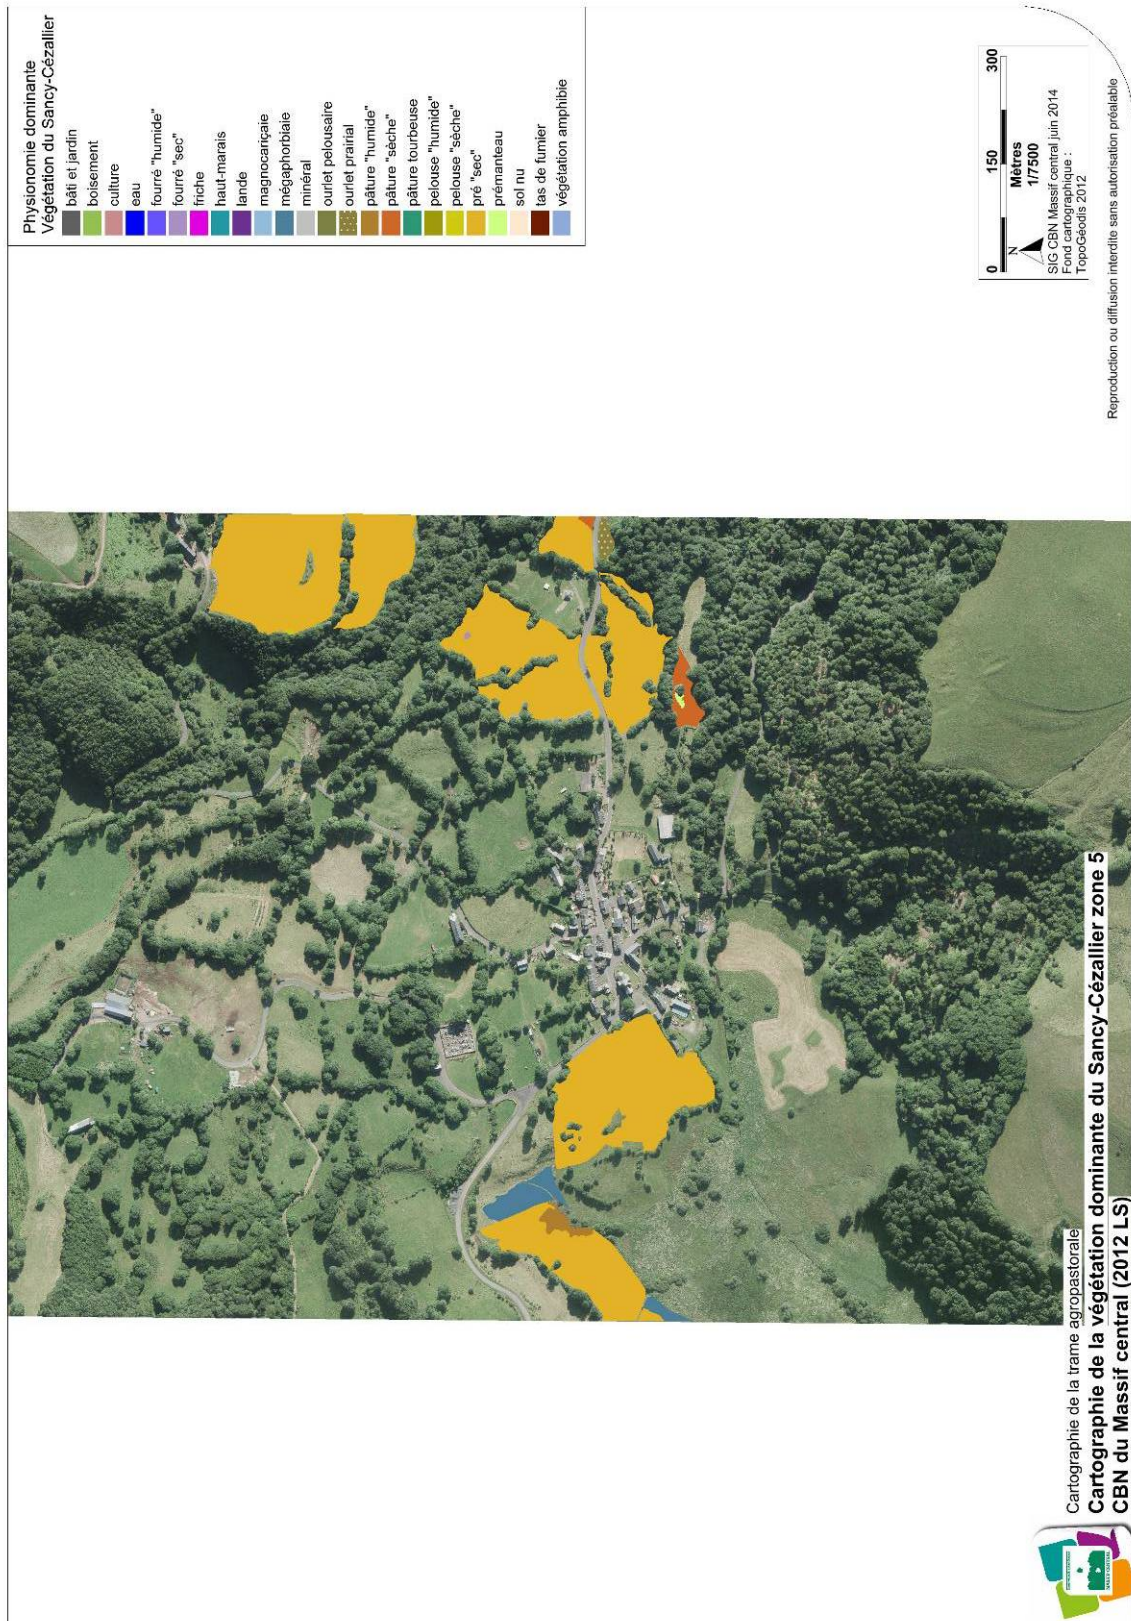 Physionomie dominante
Végétation du Sancy-Cézallier
bâti et jardin
boisement
culture
eau
fourré "humide"
fourré "sec"
friche
haut-marais
lande
magnocariçaie
mégaphorbiaie
minéral
ourlet pelousaire
ourlet prairial
pâture "humide"
pâture "sèche"
pâture tourbeuse
pelouse "humide"
pelouse "sèche"
pré "sec"
prémanteau
sol nu
tas de fumier
végétation amphibie
0 150 300
Mètres
N
1/7500
SIG CBN Massif central juin 2014
Fond cartographique :
TopoGéodis 2012
Reproduction ou diffusion interdite sans autorisation préalable
Cartographie de la trame agropastorale
Cartographie de la végétation dominante du Sancy-Cézallier zone 5
CBN du Massif central (2012 LS)